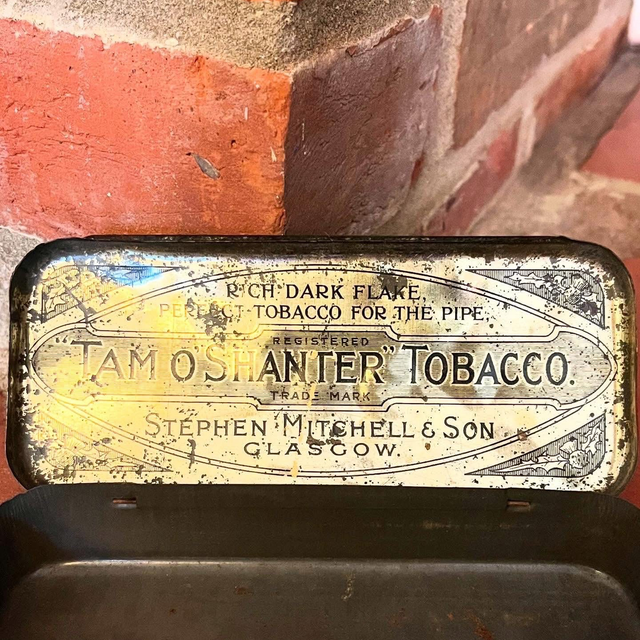 RICH DARK FLAKE,
PERFECT TOBACCO FOR THE PIPE.
REGISTERED
"TAM O'SHANTER" TOBACCO.
TRADE MARK
STEPHEN MITCHELL & SON
GLASGOW.